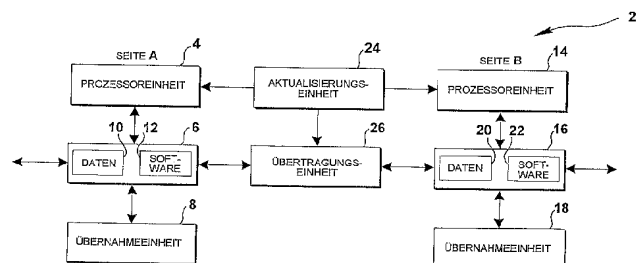 2
SEITE A
4
PROZESSOREINHEIT
24
AKTUALISIERUNGS-
EINHEIT
SEITE B
14
PROZESSOREINHEIT
10
12
6
DATEN
SOFT-
WARE
26
ÜBERTRAGUNGS-
EINHEIT
20
22
16
DATEN
SOFT-
WARE
8
ÜBERNAHMEEINHEIT
18
ÜBERNAHMEEINHEIT